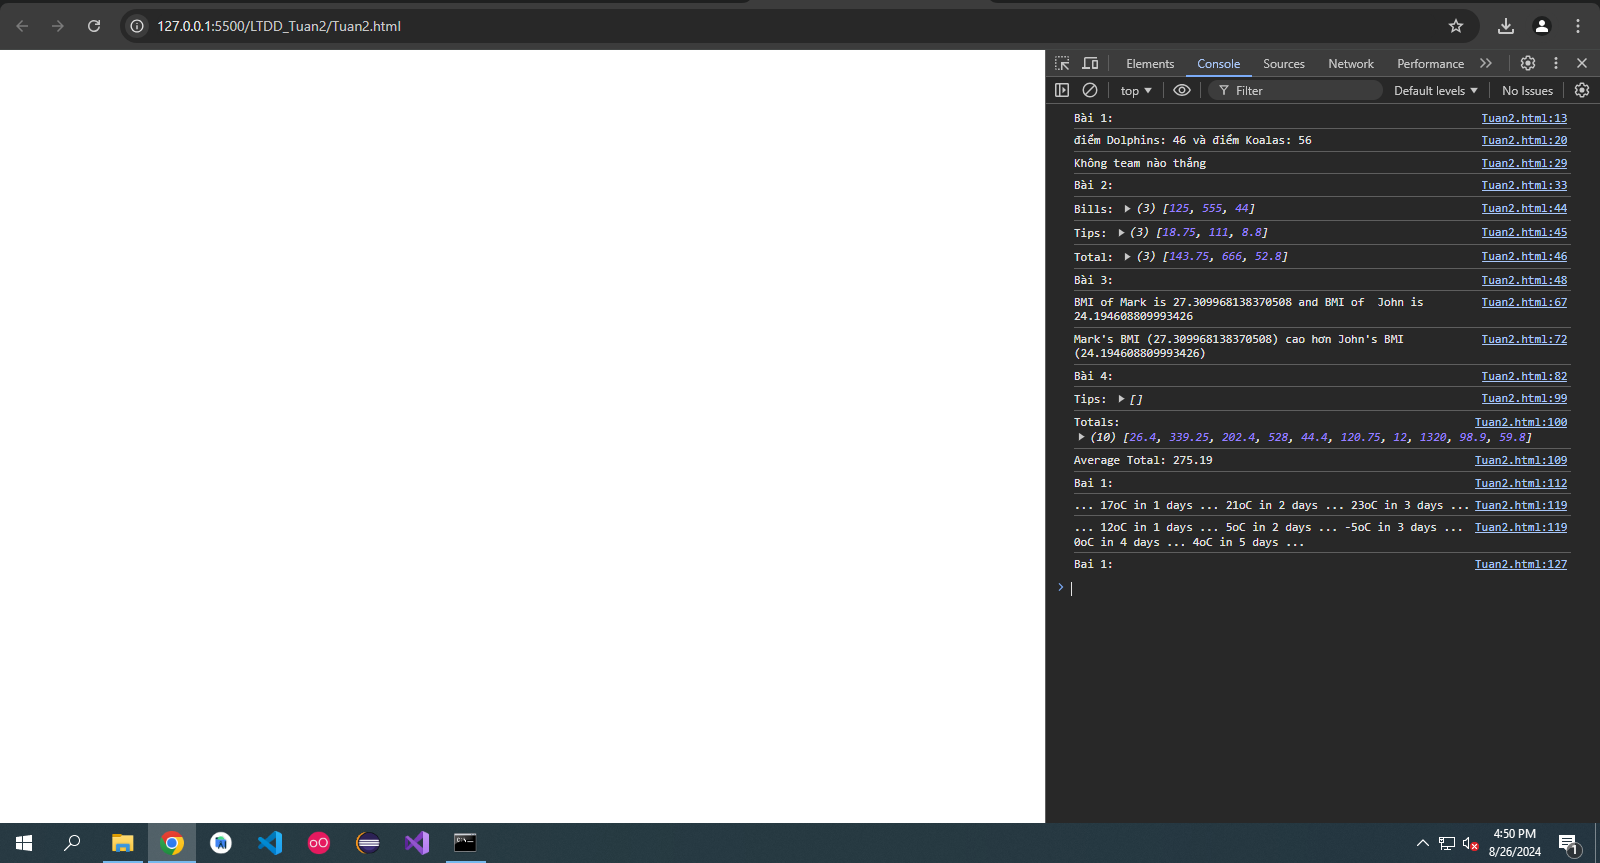 127.0.0.1:5500/LTDD_Tuan2/Tuan2.html
Elements Console Sources Network Performance
top Filter Default levels No Issues
Bài 1: Tuan2.html:13
điểm Dolphins: 46 và điểm Koalas: 56 Tuan2.html:20
Không team nào thắng Tuan2.html:29
Bài 2: Tuan2.html:33
Bills: (3) [125, 555, 44] Tuan2.html:44
Tips: (3) [18.75, 111, 8.8] Tuan2.html:45
Total: (3) [143.75, 666, 52.8] Tuan2.html:46
Bài 3: Tuan2.html:48
BMI of Mark is 27.309968138370508 and BMI of  John is Tuan2.html:67
24.194608809993426
Mark's BMI (27.309968138370508) cao hơn John's BMI Tuan2.html:72
(24.194608809993426)
Bài 4: Tuan2.html:82
Tips: [] Tuan2.html:99
Totals: Tuan2.html:100
(10) [26.4, 339.25, 202.4, 528, 44.4, 120.75, 12, 1320, 98.9, 59.8]
Average Total: 275.19 Tuan2.html:109
Bai 1: Tuan2.html:112
... 17oC in 1 days ... 21oC in 2 days ... 23oC in 3 days ... Tuan2.html:119
... 12oC in 1 days ... 5oC in 2 days ... -5oC in 3 days ... Tuan2.html:119
0oC in 4 days ... 4oC in 5 days ...
Bai 1: Tuan2.html:127
4:50 PM
8/26/2024
1